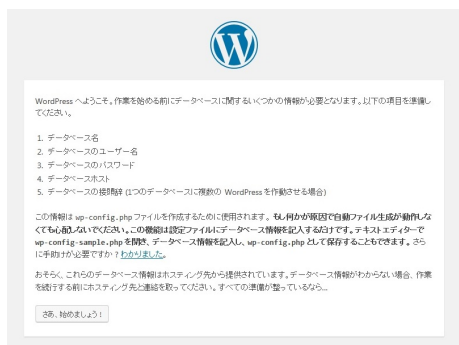 WordPress へようこそ。作業を始める前にデータベースに関するいくつかの情報が必要となります。以下の項目を準備し
てください。
1. データベース名
2. データベースのユーザー名
3. データベースのパスワード
4. データベースホスト
5. データベースの接頭辞 (1つのデータベースに複数の WordPress を作動させる場合)
この情報は wp-config.php ファイルを作成するために使用されます。もし何かが原因で自動ファイル生成が動作しな
くても心配しないでください。この機能は設定ファイルにデータベース情報を記入するだけです。テキストエディターで
wp-config-sample.php を開き、データベース情報を記入し、wp-config.php として保存することもできます。さら
に手助けが必要ですか ? わかりました。
おそらく、これらのデータベース情報はホスティング先から提供されています。データベース情報がわからない場合、作業
を続行する前にホスティング先と連絡を取ってください。すべての準備が整っているなら…
さあ、始めましょう !